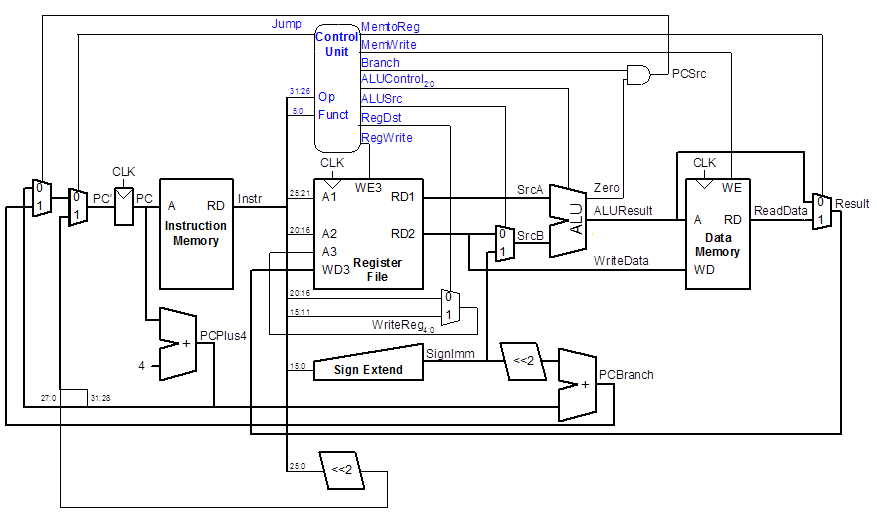 Jump
MemtoReg
Control
Unit
MemWrite
Branch
PCSrc
ALUControl2:0
31:26
Op
ALUSrc
5:0
Funct
RegDst
RegWrite
CLK
CLK
CLK
WE3
WE
0
1
0
1
PC'
PC
A
RD
Instr
25:21
A1
RD1
SrcA
Zero
ALU
ALUResult
A
RD
ReadData
0
1
Result
Instruction
Memory
20:16
A2
RD2
0
1
SrcB
Data
Memory
A3
WD3
Register
File
WriteData
WD
20:16
0
15:11
1
WriteReg4:0
PCPlus4
+
4
15:0
Sign Extend
SignImm
<<2
+
PCBranch
27:0
31:28
25:0
<<2